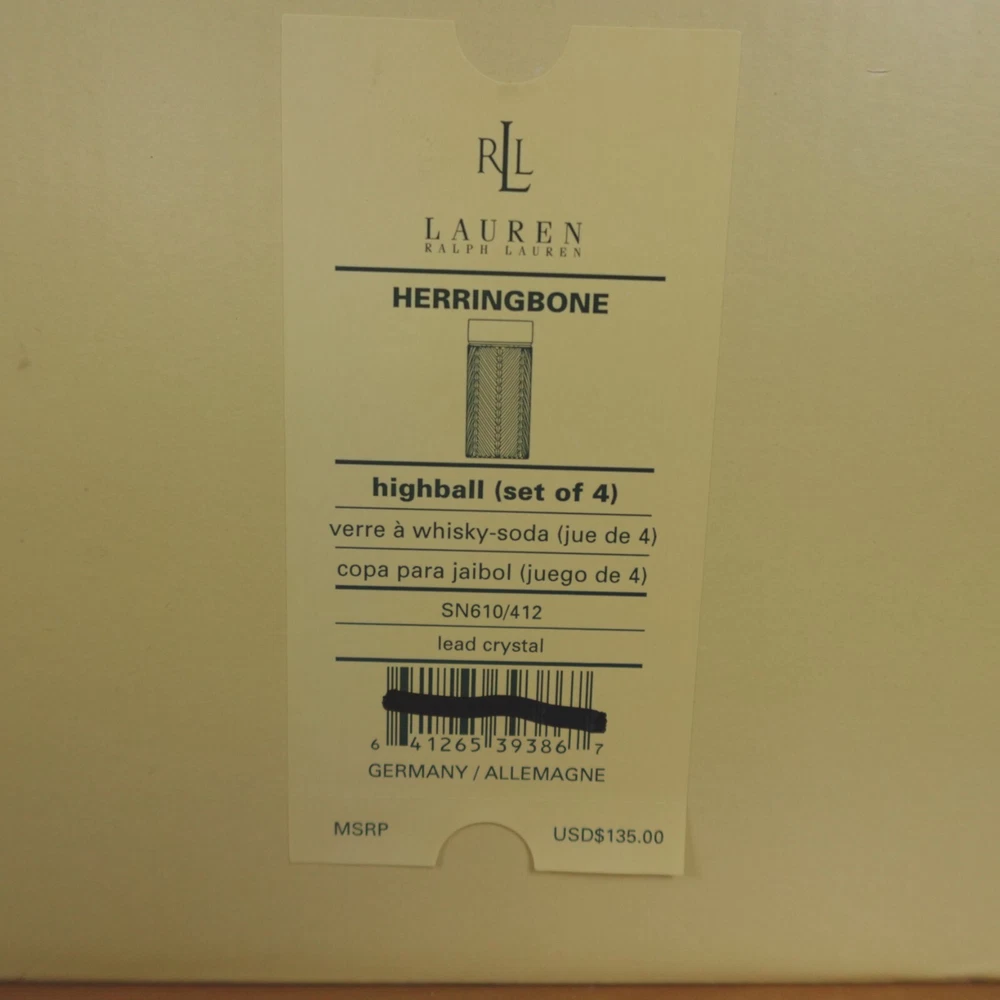 RLL
LAUREN
RALPH LAUREN
HERRINGBONE
highball (set of 4)
verre à whisky-soda (jue de 4)
copa para jaibol (juego de 4)
SN610/412
lead crystal
6 41265 39386 7
GERMANY / ALLEMAGNE
MSRP USD$135.00